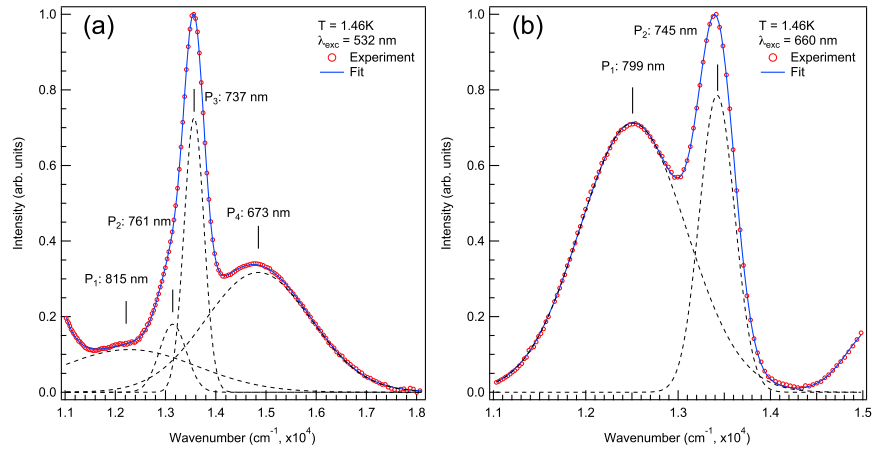 (a)
T = 1.46K
λexc = 532 nm
Experiment
Fit
P3: 737 nm
P2: 761 nm
P4: 673 nm
P1: 815 nm
Intensity (arb. units)
1.0
0.8
0.6
0.4
0.2
0.0
1.1 1.2 1.3 1.4 1.5 1.6 1.7 1.8
Wavenumber (cm⁻¹, x10⁴)
(b)
T = 1.46K
λexc = 660 nm
Experiment
Fit
P2: 745 nm
P1: 799 nm
Intensity (arb. units)
1.0
0.8
0.6
0.4
0.2
0.0
1.1 1.2 1.3 1.4 1.5
Wavenumber (cm⁻¹, x10⁴)